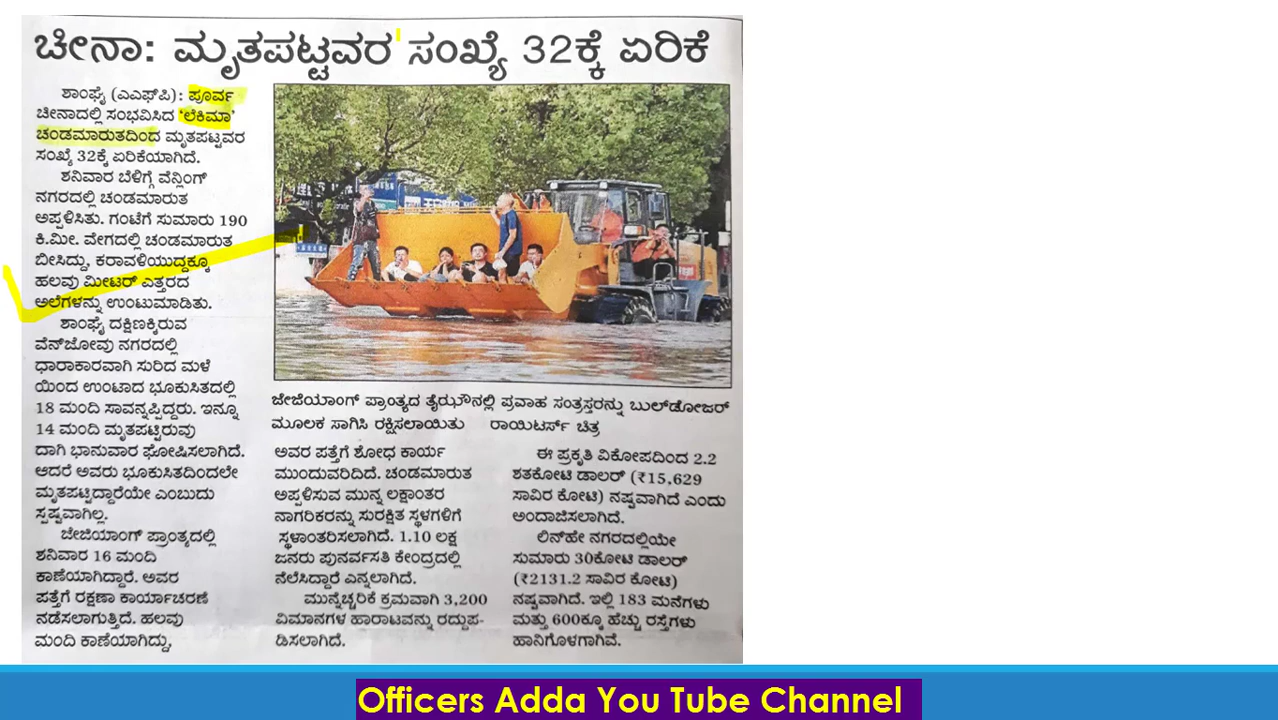 ಚೀನಾ: ಮೃತಪಟ್ಟವರ ಸಂಖ್ಯೆ 32ಕ್ಕೆ ಏರಿಕೆ
ಶಾಂಘೈ (ಎಎಫ್‌ಪಿ): ಪೂರ್ವ
ಚೀನಾದಲ್ಲಿ ಸಂಭವಿಸಿದ ‘ಲೆಕಿಮಾ’
ಚಂಡಮಾರುತದಿಂದ ಮೃತಪಟ್ಟವರ
ಸಂಖ್ಯೆ 32ಕ್ಕೆ ಏರಿಕೆಯಾಗಿದೆ.
ಶನಿವಾರ ಬೆಳಿಗ್ಗೆ ವೆನ್ಲಿಂಗ್
ನಗರದಲ್ಲಿ ಚಂಡಮಾರುತ
ಅಪ್ಪಳಿಸಿತು. ಗಂಟೆಗೆ ಸುಮಾರು 190
ಕಿ.ಮೀ. ವೇಗದಲ್ಲಿ ಚಂಡಮಾರುತ
ಬೀಸಿದ್ದು, ಕರಾವಳಿಯುದ್ದಕ್ಕೂ
ಹಲವು ಮೀಟರ್ ಎತ್ತರದ
ಅಲೆಗಳನ್ನು ಉಂಟುಮಾಡಿತು.
ಶಾಂಘೈ ದಕ್ಷಿಣಕ್ಕಿರುವ
ವೆನ್‌ಜೋವು ನಗರದಲ್ಲಿ
ಧಾರಾಕಾರವಾಗಿ ಸುರಿದ ಮಳೆ
ಯಿಂದ ಉಂಟಾದ ಭೂಕುಸಿತದಲ್ಲಿ
18 ಮಂದಿ ಸಾವನ್ನಪ್ಪಿದ್ದರು. ಇನ್ನೂ
14 ಮಂದಿ ಮೃತಪಟ್ಟಿರುವು
ದಾಗಿ ಭಾನುವಾರ ಘೋಷಿಸಲಾಗಿದೆ.
ಆದರೆ ಅವರು ಭೂಕುಸಿತದಿಂದಲೇ
ಮೃತಪಟ್ಟಿದ್ದಾರೆಯೇ ಎಂಬುದು
ಸ್ಪಷ್ಟವಾಗಿಲ್ಲ.
ಜೇಜಿಯಾಂಗ್ ಪ್ರಾಂತ್ಯದಲ್ಲಿ
ಶನಿವಾರ 16 ಮಂದಿ
ಕಾಣೆಯಾಗಿದ್ದಾರೆ. ಅವರ
ಪತ್ತೆಗೆ ರಕ್ಷಣಾ ಕಾರ್ಯಾಚರಣೆ
ನಡೆಸಲಾಗುತ್ತಿದೆ. ಹಲವು
ಮಂದಿ ಕಾಣೆಯಾಗಿದ್ದು,
ಜೇಜಿಯಾಂಗ್ ಪ್ರಾಂತ್ಯದ ತೈಝೌನಲ್ಲಿ ಪ್ರವಾಹ ಸಂತ್ರಸ್ತರನ್ನು ಬುಲ್‌ಡೋಜರ್
ಮೂಲಕ ಸಾಗಿಸಿ ರಕ್ಷಿಸಲಾಯಿತು ರಾಯಿಟರ್ಸ್ ಚಿತ್ರ
ಅವರ ಪತ್ತೆಗೆ ಶೋಧ ಕಾರ್ಯ
ಮುಂದುವರಿದಿದೆ. ಚಂಡಮಾರುತ
ಅಪ್ಪಳಿಸುವ ಮುನ್ನ ಲಕ್ಷಾಂತರ
ನಾಗರಿಕರನ್ನು ಸುರಕ್ಷಿತ ಸ್ಥಳಗಳಿಗೆ
ಸ್ಥಳಾಂತರಿಸಲಾಗಿದೆ. 1.10 ಲಕ್ಷ
ಜನರು ಪುನರ್ವಸತಿ ಕೇಂದ್ರದಲ್ಲಿ
ನೆಲೆಸಿದ್ದಾರೆ ಎನ್ನಲಾಗಿದೆ.
ಮುನ್ನೆಚ್ಚರಿಕೆ ಕ್ರಮವಾಗಿ 3,200
ವಿಮಾನಗಳ ಹಾರಾಟವನ್ನು ರದ್ದುಪ-
ಡಿಸಲಾಗಿದೆ.
ಈ ಪ್ರಕೃತಿ ವಿಕೋಪದಿಂದ 2.2
ಶತಕೋಟಿ ಡಾಲರ್ (₹15,629
ಸಾವಿರ ಕೋಟಿ) ನಷ್ಟವಾಗಿದೆ ಎಂದು
ಅಂದಾಜಿಸಲಾಗಿದೆ.
ಲಿನ್‌ಹೇ ನಗರದಲ್ಲಿಯೇ
ಸುಮಾರು 30ಕೋಟಿ ಡಾಲರ್
(₹2131.2 ಸಾವಿರ ಕೋಟಿ)
ನಷ್ಟವಾಗಿದೆ. ಇಲ್ಲಿ 183 ಮನೆಗಳು
ಮತ್ತು 600ಕ್ಕೂ ಹೆಚ್ಚು ರಸ್ತೆಗಳು
ಹಾನಿಗೊಳಗಾಗಿವೆ.
Officers Adda You Tube Channel